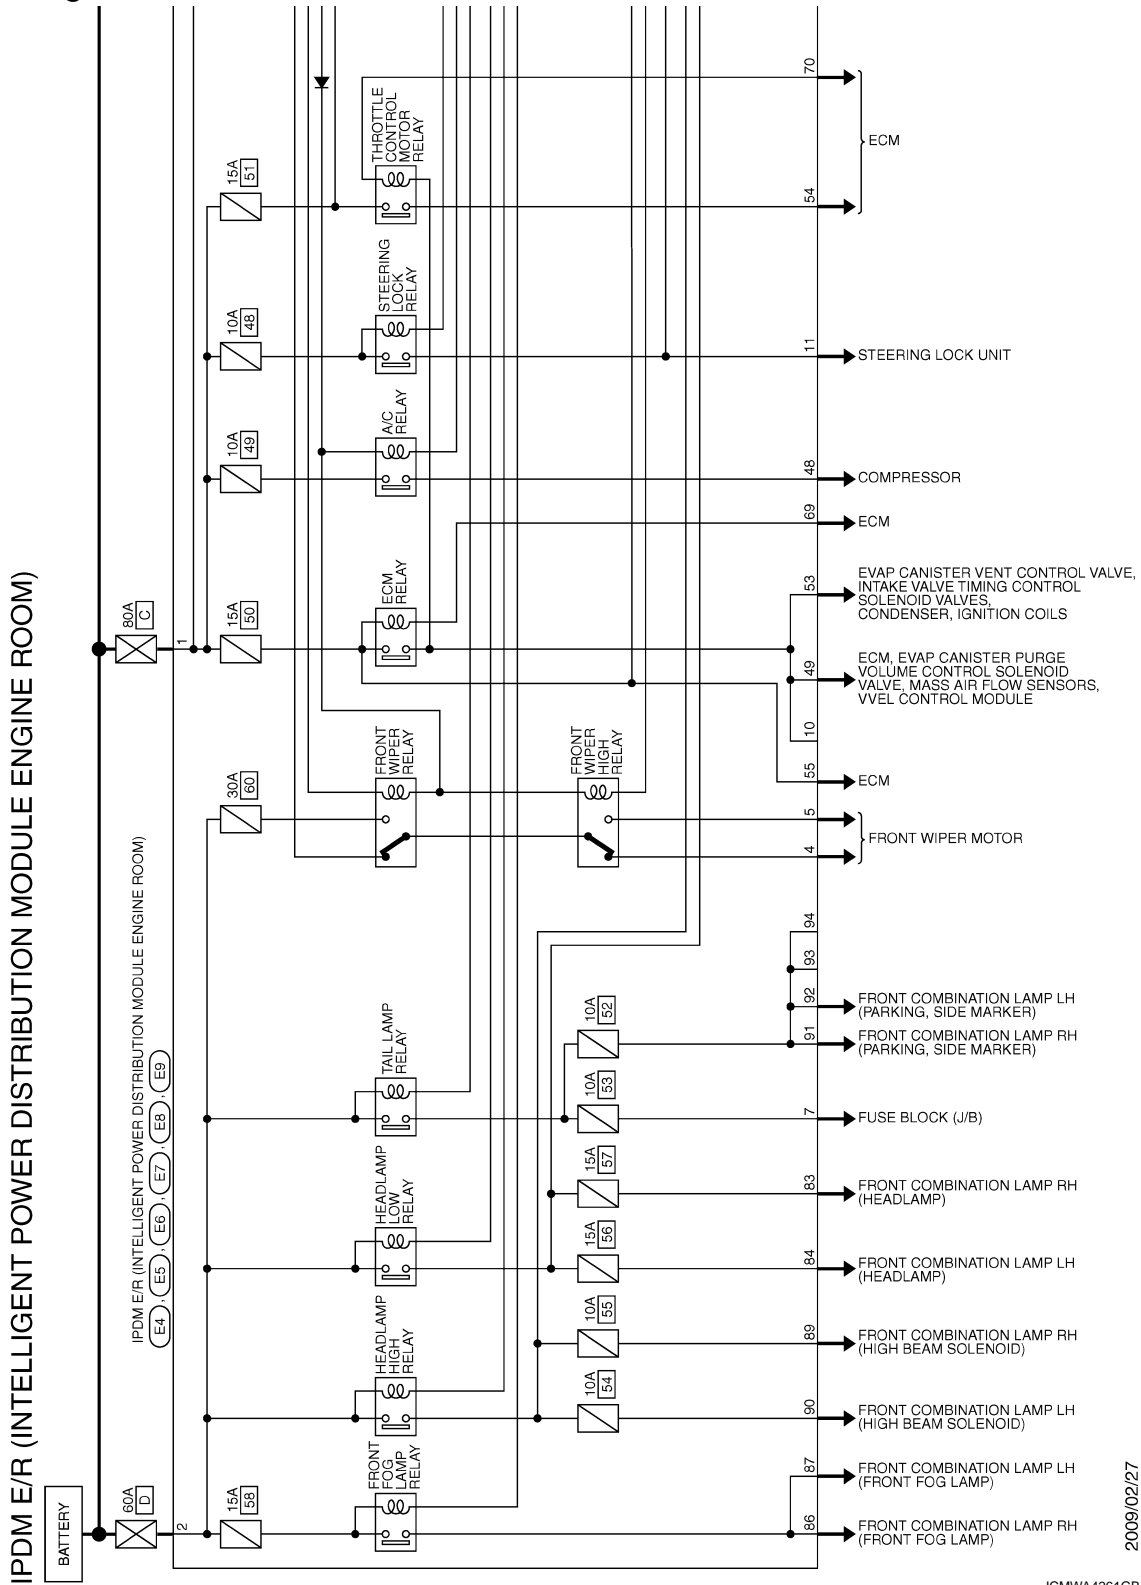 IPDM E/R (INTELLIGENT POWER DISTRIBUTION MODULE ENGINE ROOM)
BATTERY
80A
C
60A
D
1
2
IPDM E/R (INTELLIGENT POWER DISTRIBUTION MODULE ENGINE ROOM)
E4 , E5 , E6 , E7 , E8 , E9
15A
51
THROTTLE
CONTROL
MOTOR
RELAY
70
54
ECM
10A
48
STEERING
LOCK
RELAY
11
STEERING LOCK UNIT
10A
49
A/C
RELAY
48
COMPRESSOR
69
ECM
15A
50
ECM
RELAY
53
EVAP CANISTER VENT CONTROL VALVE,
INTAKE VALVE TIMING CONTROL
SOLENOID VALVES,
CONDENSER, IGNITION COILS
49
ECM, EVAP CANISTER PURGE
VOLUME CONTROL SOLENOID
VALVE, MASS AIR FLOW SENSORS,
VVEL CONTROL MODULE
10
55
ECM
30A
60
FRONT
WIPER
RELAY
FRONT
WIPER
HIGH
RELAY
5
4
FRONT WIPER MOTOR
94
93
10A
52
92
FRONT COMBINATION LAMP LH
(PARKING, SIDE MARKER)
91
FRONT COMBINATION LAMP RH
(PARKING, SIDE MARKER)
TAIL LAMP
RELAY
10A
53
7
FUSE BLOCK (J/B)
15A
57
83
FRONT COMBINATION LAMP RH
(HEADLAMP)
HEADLAMP
LOW
RELAY
15A
56
84
FRONT COMBINATION LAMP LH
(HEADLAMP)
10A
55
89
FRONT COMBINATION LAMP RH
(HIGH BEAM SOLENOID)
HEADLAMP
HIGH
RELAY
10A
54
90
FRONT COMBINATION LAMP LH
(HIGH BEAM SOLENOID)
87
FRONT COMBINATION LAMP LH
(FRONT FOG LAMP)
15A
58
FRONT
FOG
LAMP
RELAY
86
FRONT COMBINATION LAMP RH
(FRONT FOG LAMP)
2009/02/27